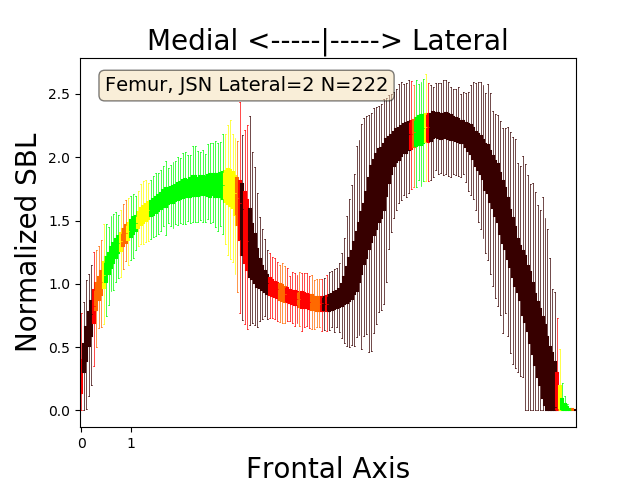 Medial <-----|-----> Lateral
Femur, JSN Lateral=2 N=222
Normalized SBL
2.5
2.0
1.5
1.0
0.5
0.0
0 1
Frontal Axis